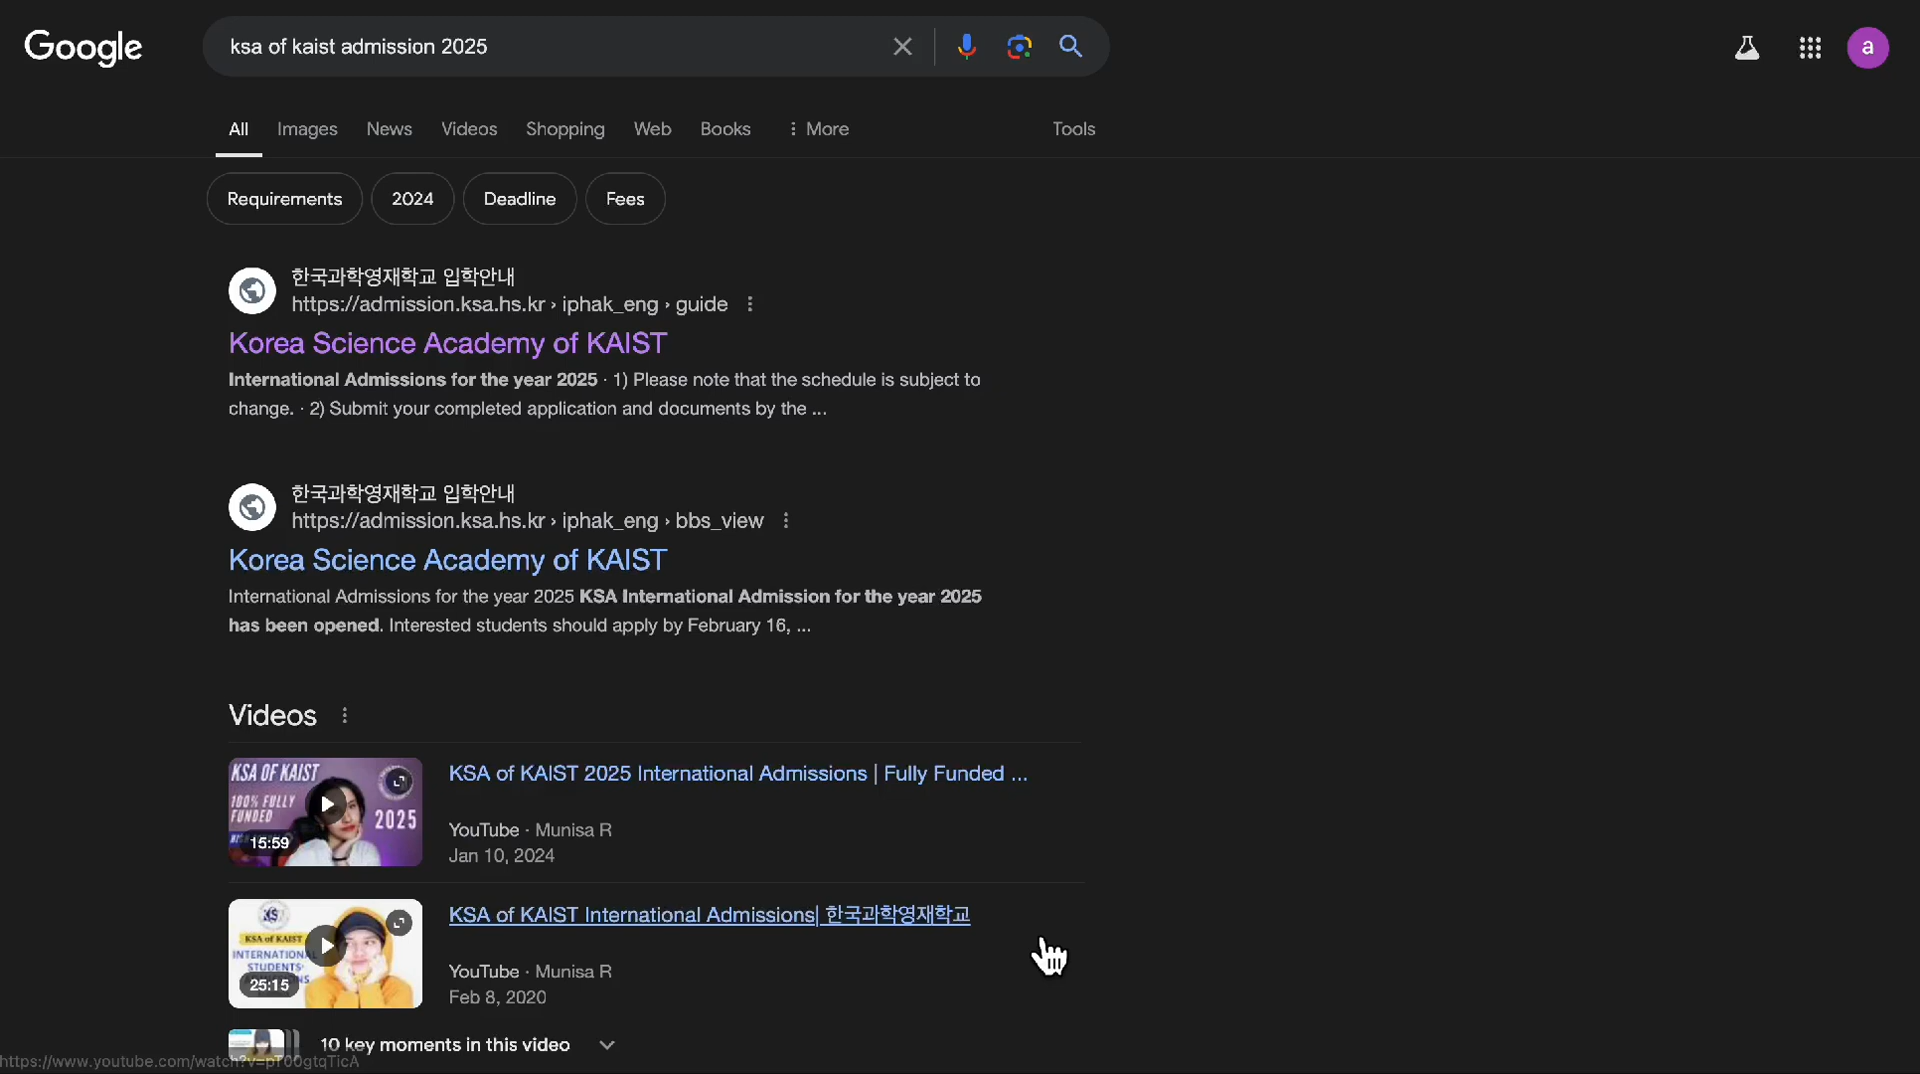 Google
ksa of kaist admission 2025
a
All Images News Videos Shopping Web Books More Tools
Requirements 2024 Deadline Fees
한국과학영재학교 입학안내
https://admission.ksa.hs.kr › iphak_eng › guide
Korea Science Academy of KAIST
International Admissions for the year 2025 · 1) Please note that the schedule is subject to
change. · 2) Submit your completed application and documents by the ...
한국과학영재학교 입학안내
https://admission.ksa.hs.kr › iphak_eng › bbs_view
Korea Science Academy of KAIST
International Admissions for the year 2025 KSA International Admission for the year 2025
has been opened. Interested students should apply by February 16, ...
Videos
KSA OF KAIST
100% FULLY
FUNDED
2025
15:59
KSA of KAIST 2025 International Admissions | Fully Funded ...
YouTube · Munisa R
Jan 10, 2024
KSA of KAIST
INTERNATIONAL
STUDENTS'
25:15
KSA of KAIST International Admissions| 한국과학영재학교
YouTube · Munisa R
Feb 8, 2020
10 key moments in this video
https://www.youtube.com/watch?v=pT00gtqTicA